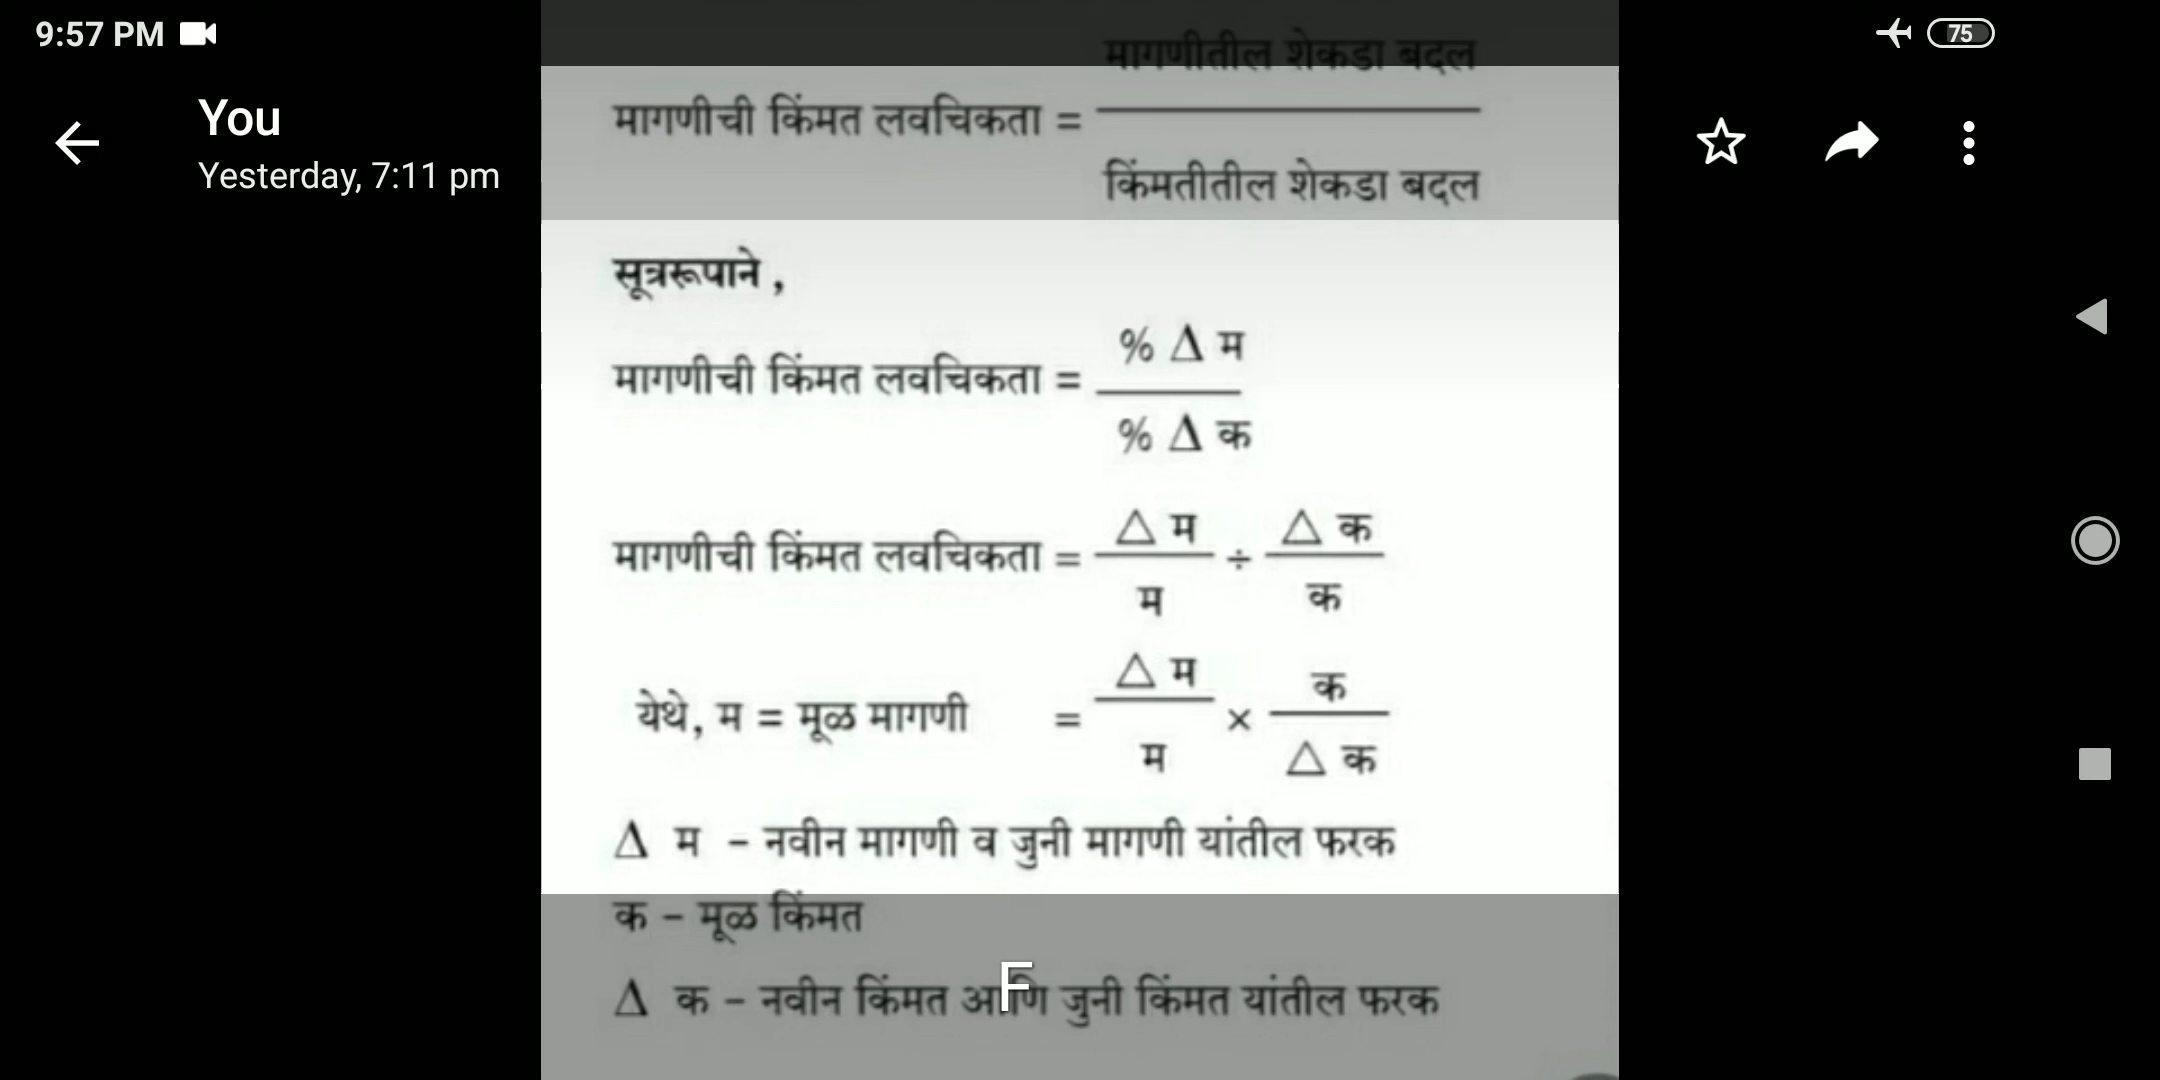 9:57 PM
75
You
Yesterday, 7:11 pm
मागणीतील शेकडा बदल
मागणीची किंमत लवचिकता =
किंमतीतील शेकडा बदल
सूत्ररूपाने ,
% Δ म
मागणीची किंमत लवचिकता =
% Δ क
△ म △ क
मागणीची किंमत लवचिकता = ÷
म क
△ म क
येथे, म = मूळ मागणी = ×
म △ क
Δ म – नवीन मागणी व जुनी मागणी यांतील फरक
क – मूळ किंमत
Δ क – नवीन किंमत आणि जुनी किंमत यांतील फरक
F